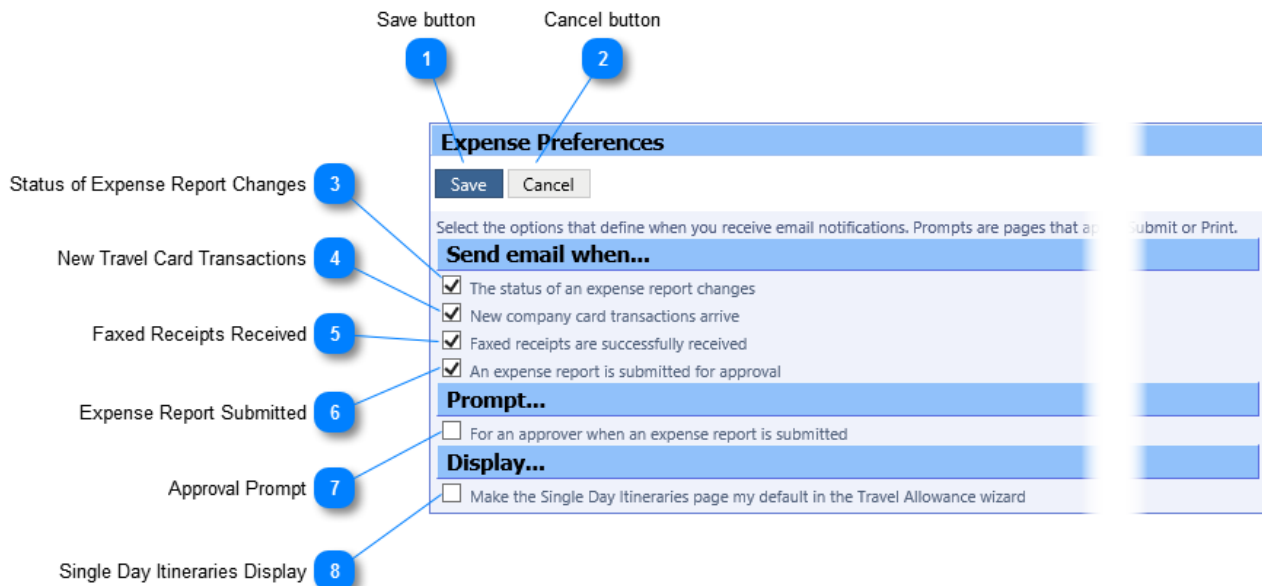 Save button
Cancel button
1
2
Expense Preferences
Save
Cancel
Status of Expense Report Changes 3
Select the options that define when you receive email notifications. Prompts are pages that Submit or Print.
New Travel Card Transactions 4
Send email when...
The status of an expense report changes
New company card transactions arrive
Faxed Receipts Received 5
Faxed receipts are successfully received
An expense report is submitted for approval
Expense Report Submitted 6
Prompt...
For an approver when an expense report is submitted
Display...
Approval Prompt 7
Make the Single Day Itineraries page my default in the Travel Allowance wizard
Single Day Itineraries Display 8